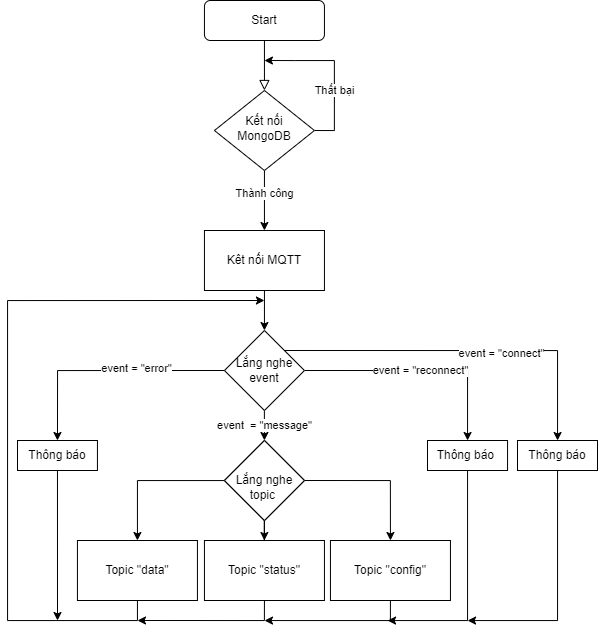 Start
Thất bại
Kết nối
MongoDB
Thành công
Kêt nối MQTT
Lắng nghe
event
event = "connect"
event = "error"
event = "reconnect"
event  = "message"
Thông báo
Thông báo
Thông báo
Lắng nghe
topic
Topic "data"
Topic "status"
Topic "config"